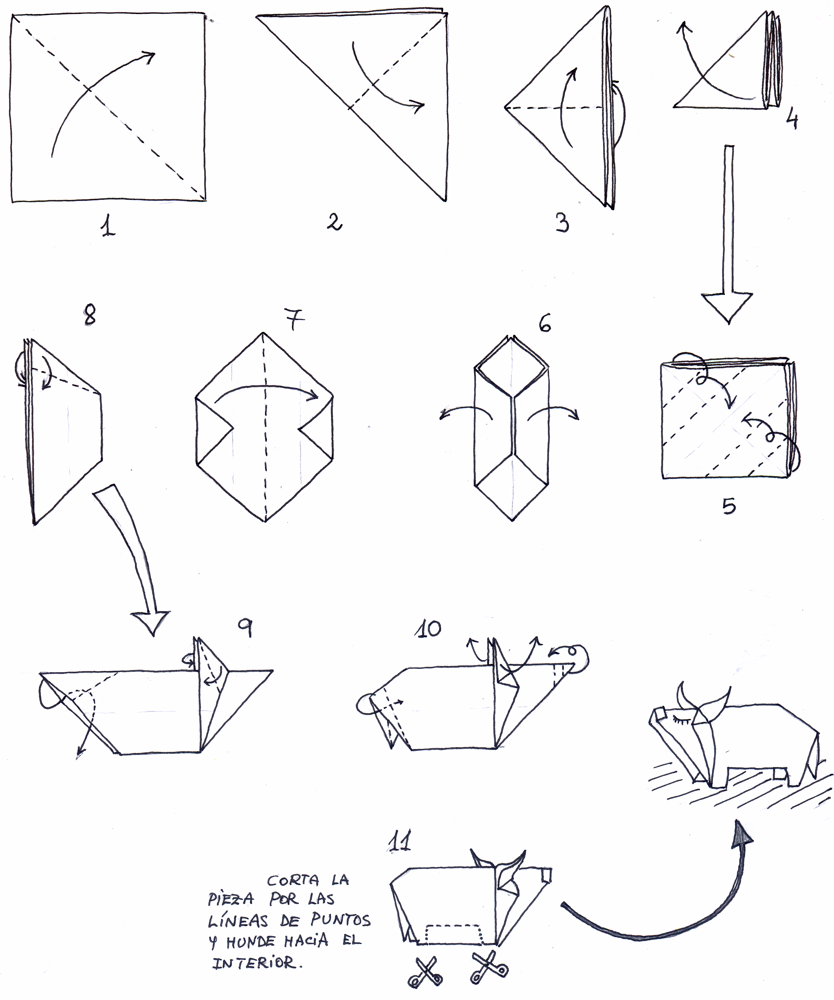 1
2
3
4
5
6
7
8
9
10
11
CORTA LA
PIEZA POR LAS
LÍNEAS DE PUNTOS
Y HUNDE HACIA EL
INTERIOR.